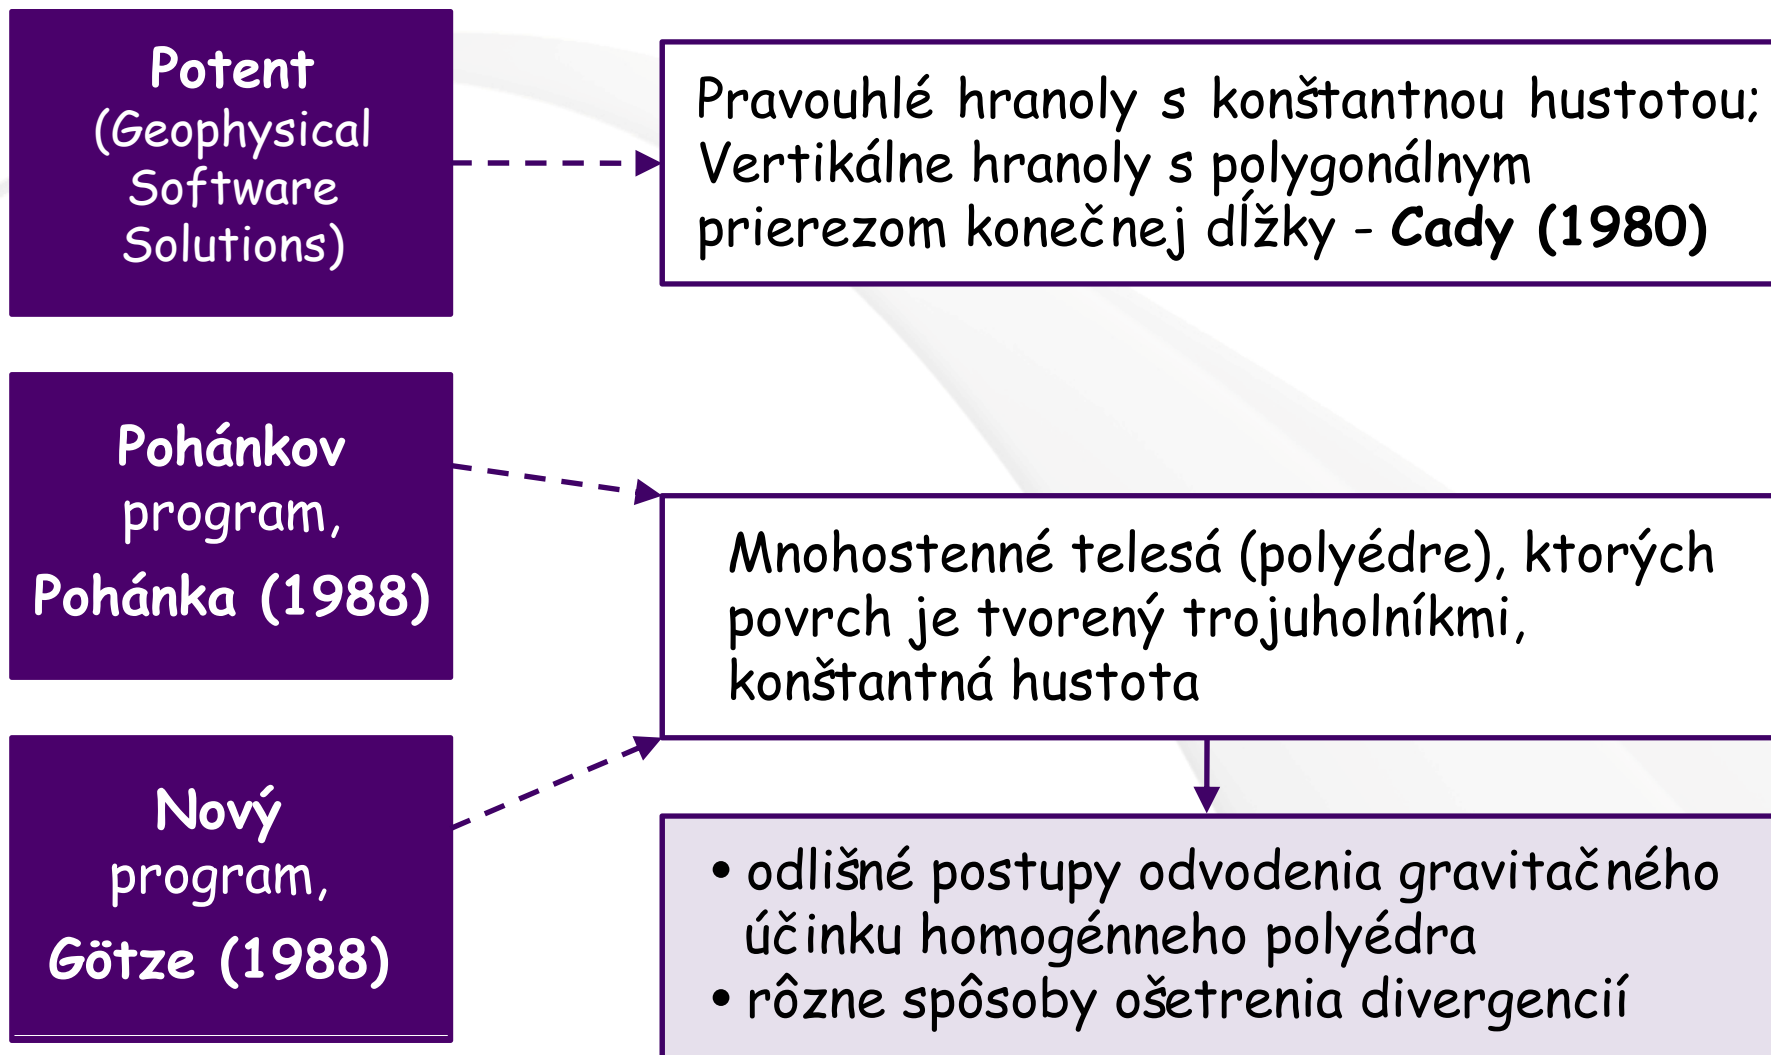 Potent
(Geophysical
Software
Solutions)
Pravouhlé hranoly s konštantnou hustotou;
Vertikálne hranoly s polygonálnym
prierezom konečnej dĺžky - Cady (1980)
Pohánkov
program,
Pohánka (1988)
Mnohostenné telesá (polyédre), ktorých
povrch je tvorený trojuholníkmi,
konštantná hustota
Nový
program,
Götze (1988)
• odlišné postupy odvodenia gravitačného
účinku homogénneho polyédra
• rôzne spôsoby ošetrenia divergencií